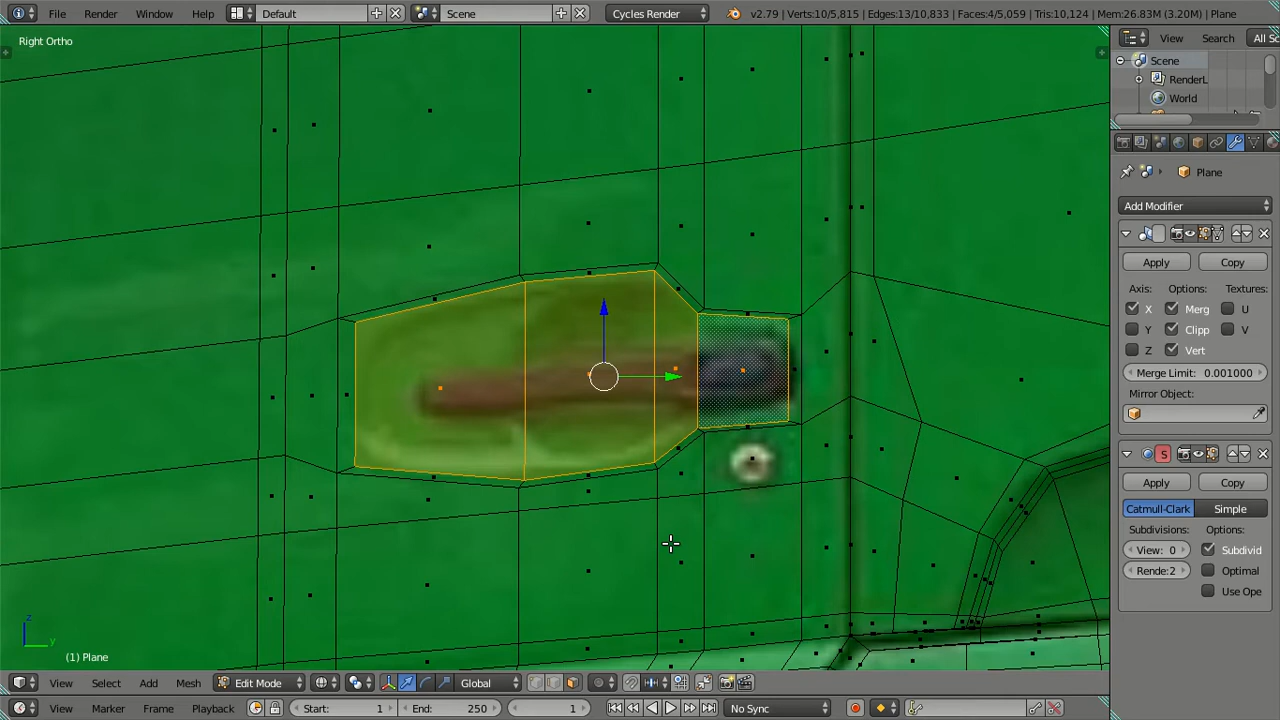 File Render Window Help Default Scene Cycles Render v2.79 | Verts:10/5,815 | Edges:13/10,833 | Faces:4/5,059 | Tris:10,124 | Mem:26.83M (3.20M) | Plane
Right Ortho
View Search All Sc
Scene
RenderL
World
Plane
Add Modifier
Apply Copy
Axis: Options: Textures:
X Merg U
Y Clipp V
Z Vert
Merge Limit: 0.001000
Mirror Object:
S
Apply Copy
Catmull-Clark Simple
Subdivisions: Options:
View: 0 Subdivid
Rende:2 Optimal
Use Ope
z
y
(1) Plane
View Select Add Mesh Edit Mode Global
View Marker Frame Playback Start: 1 End: 250 1 No Sync